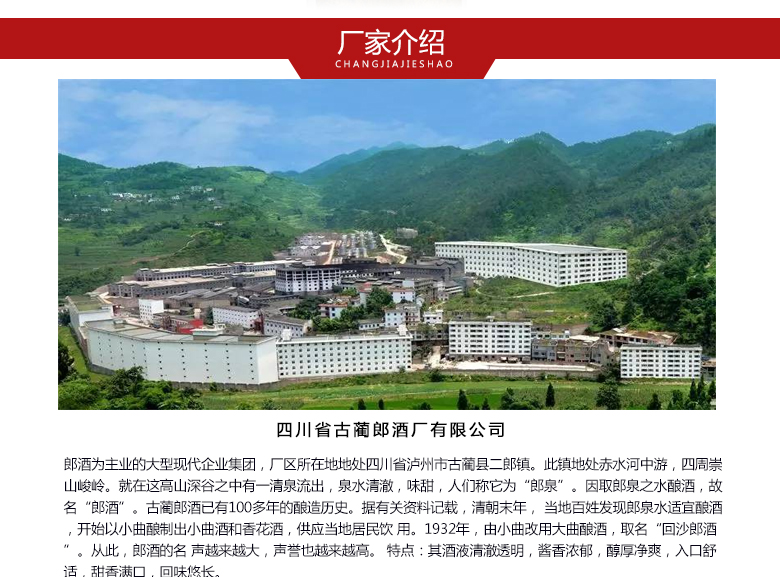 厂家介绍
CHANGJIAJIESHAO
四川省古蔺郎酒厂有限公司
郎酒为主业的大型现代企业集团，厂区所在地地处四川省泸州市古蔺县二郎镇。此镇地处赤水河中游，四周崇
山峻岭。就在这高山深谷之中有一清泉流出，泉水清澈，味甜，人们称它为“郎泉”。因取郎泉之水酿酒，故
名“郎酒”。古蔺郎酒已有100多年的酿造历史。据有关资料记载，清朝末年， 当地百姓发现郎泉水适宜酿酒
，开始以小曲酿制出小曲酒和香花酒，供应当地居民饮 用。1932年，由小曲改用大曲酿酒，取名“回沙郎酒
”。从此，郎酒的名 声越来越大，声誉也越来越高。 特点：其酒液清澈透明，酱香浓郁，醇厚净爽，入口舒
适，甜香满口，回味悠长。